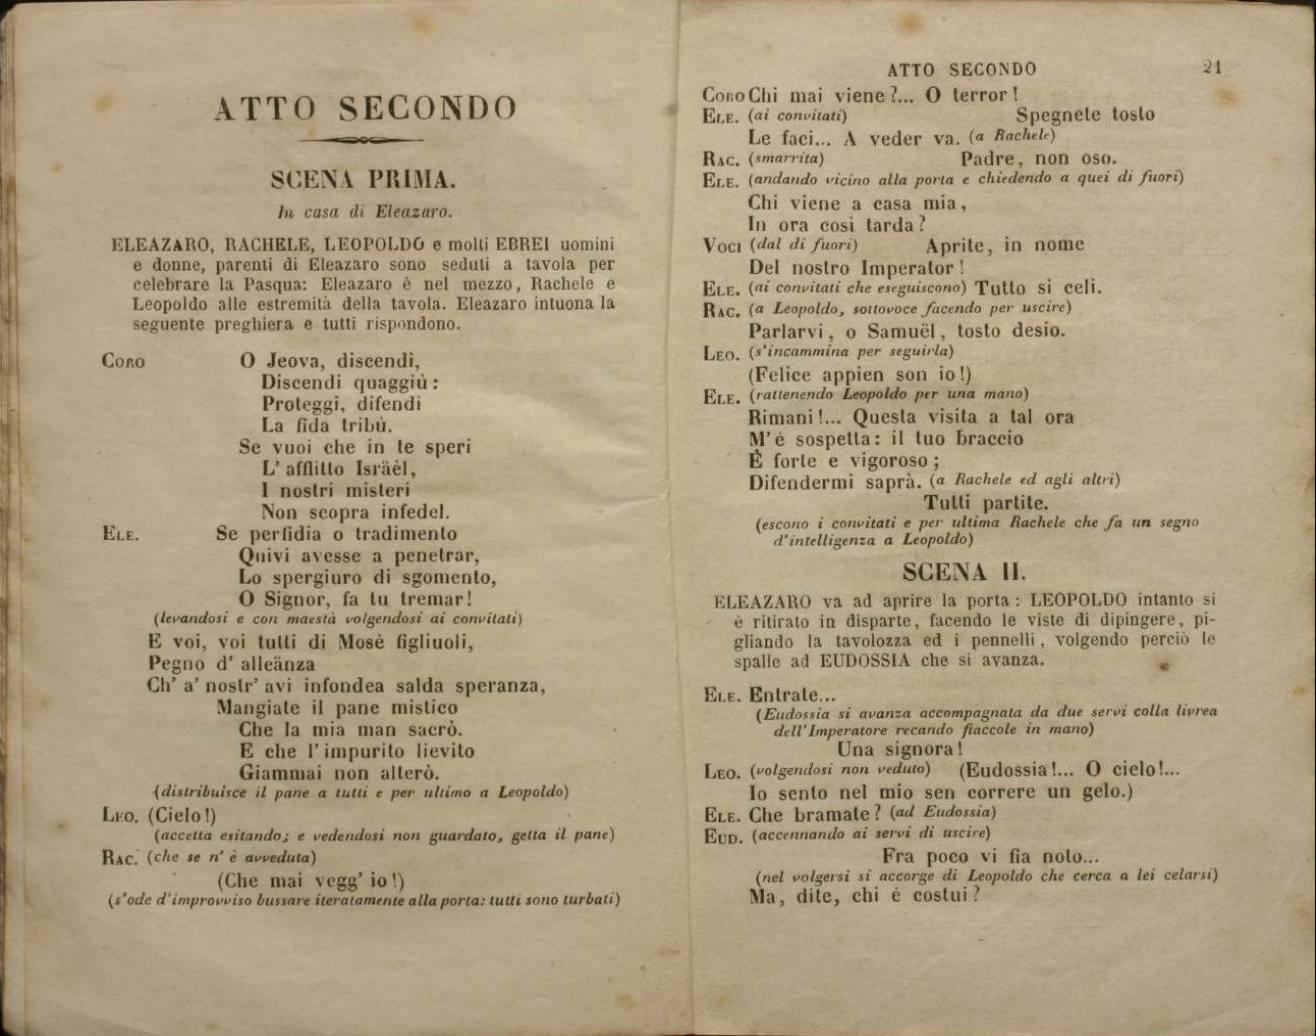 ATTO SECONDO
SCENA PRIMA.
In casa di Eleazaro.
ELEAZARO, RACHELE, LEOPOLDO e molti EBREI uomini
e donne, parenti di Eleazaro sono seduti a tavola per
celebrare la Pasqua: Eleazaro è nel mezzo, Rachele e
Leopoldo alle estremità della tavola. Eleazaro intuona la
seguente preghiera e tutti rispondono.
CORO O Jeova, discendi,
Discendi quaggiù:
Proteggi, difendi
La fida tribù.
Se vuoi che in te speri
L' afflitto Isräèl,
I nostri misteri
Non scopra infedel.
ELE. Se perfidia o tradimento
Quivi avesse a penetrar,
Lo spergiuro di sgomento,
O Signor, fa tu tremar!
(levandosi e con maestà volgendosi ai convitati)
E voi, voi tutti di Mosè figliuoli,
Pegno d' alleänza
Ch' a' nostr' avi infondea salda speranza,
Mangiate il pane mistico
Che la mia man sacrò.
E che l' impurito lievito
Giammai non alterò.
(distribuisce il pane a tutti e per ultimo a Leopoldo)
LEO. (Cielo!)
(accetta esitando; e vedendosi non guardato, getta il pane)
RAC. (che se n' è avveduta)
(Che mai vegg' io!)
(s'ode d'improvviso bussare iteratamente alla porta: tutti sono turbati)
ATTO SECONDO 21
CORO Chi mai viene?... O terror!
ELE. (ai convitati) Spegnete tosto
Le faci... A veder va. (a Rachele)
RAC. (smarrita) Padre, non oso.
ELE. (andando vicino alla porta e chiedendo a quei di fuori)
Chi viene a casa mia,
In ora così tarda?
VOCI (dal di fuori) Aprite, in nome
Del nostro Imperator!
ELE. (ai convitati che eseguiscono) Tutto si celi.
RAC. (a Leopoldo, sottovoce facendo per uscire)
Parlarvi, o Samuël, tosto desio.
LEO. (s'incammina per seguirla)
(Felice appien son io!)
ELE. (rattenendo Leopoldo per una mano)
Rimani!... Questa visita a tal ora
M' è sospetta: il tuo braccio
È forte e vigoroso;
Difendermi saprà. (a Rachele ed agli altri)
Tutti partite.
(escono i convitati e per ultima Rachele che fa un segno
d'intelligenza a Leopoldo)
SCENA II.
ELEAZARO va ad aprire la porta: LEOPOLDO intanto si
è ritirato in disparte, facendo le viste di dipingere, pi-
gliando la tavolozza ed i pennelli, volgendo perciò le
spalle ad EUDOSSIA che si avanza.
ELE. Entrate...
(Eudossia si avanza accompagnata da due servi colla livrea
dell'Imperatore recando fiaccole in mano)
Una signora!
LEO. (volgendosi non veduto) (Eudossia!... O cielo!...
Io sento nel mio sen correre un gelo.)
ELE. Che bramate? (ad Eudossia)
EUD. (accennando ai servi di uscire)
Fra poco vi fia noto...
(nel volgersi si accorge di Leopoldo che cerca a lei celarsi)
Ma, dite, chi è costui?